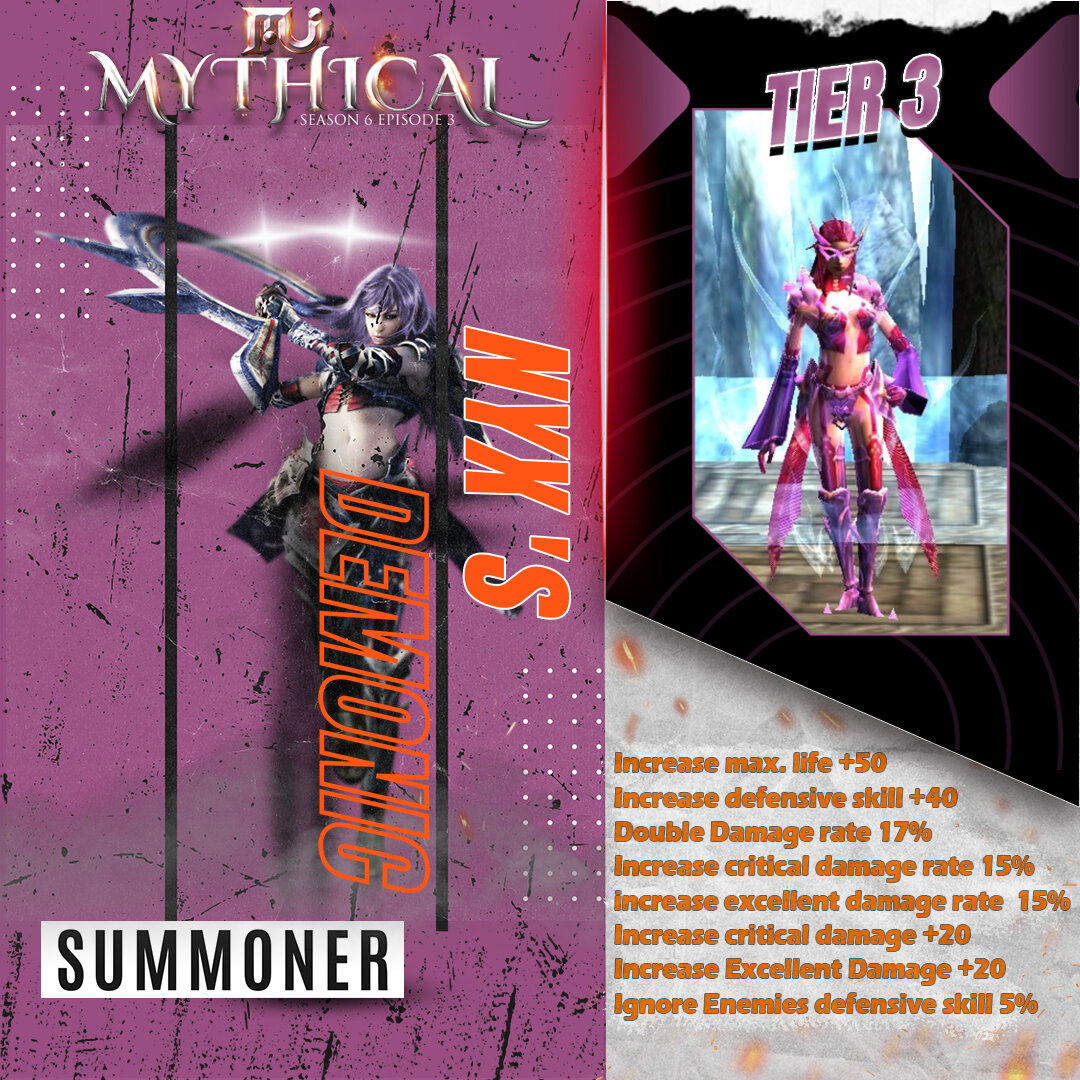 MU
MYTHICAL
SEASON 6 EPISODE 3
NYX'S
DEMONIC
SUMMONER
TIER 3
Increase max. life +50
Increase defensive skill +40
Double Damage rate 17%
Increase critical damage rate 15%
increase excellent damage rate 15%
Increase critical damage +20
Increase Excellent Damage +20
Ignore Enemies defensive skill 5%